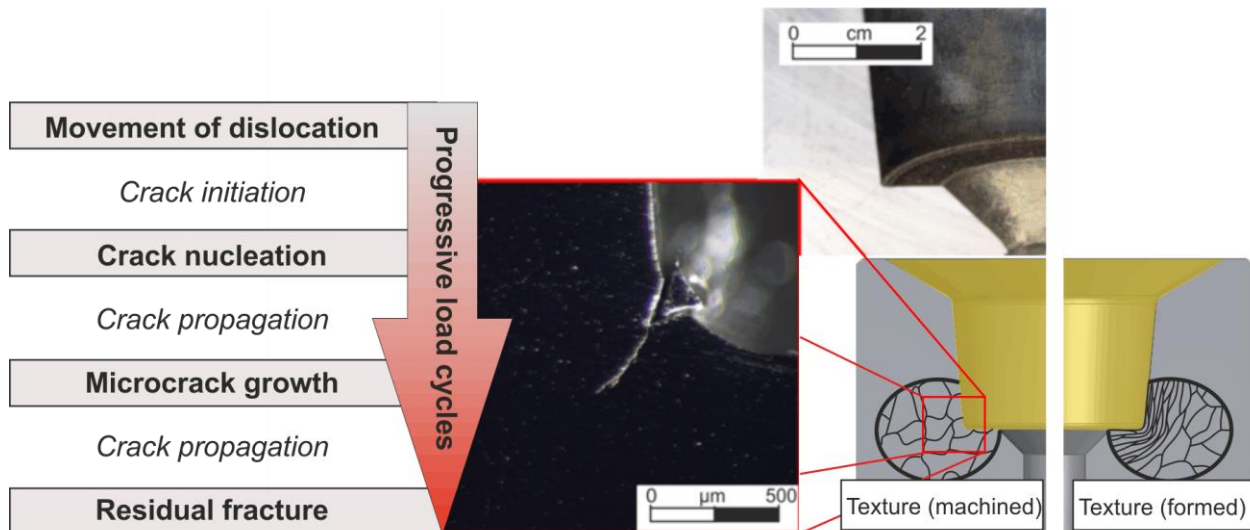 Movement of dislocation
Crack initiation
Crack nucleation
Crack propagation
Microcrack growth
Crack propagation
Residual fracture
Progressive load cycles
0 µm 500
0 cm 2
Texture (machined)
Texture (formed)